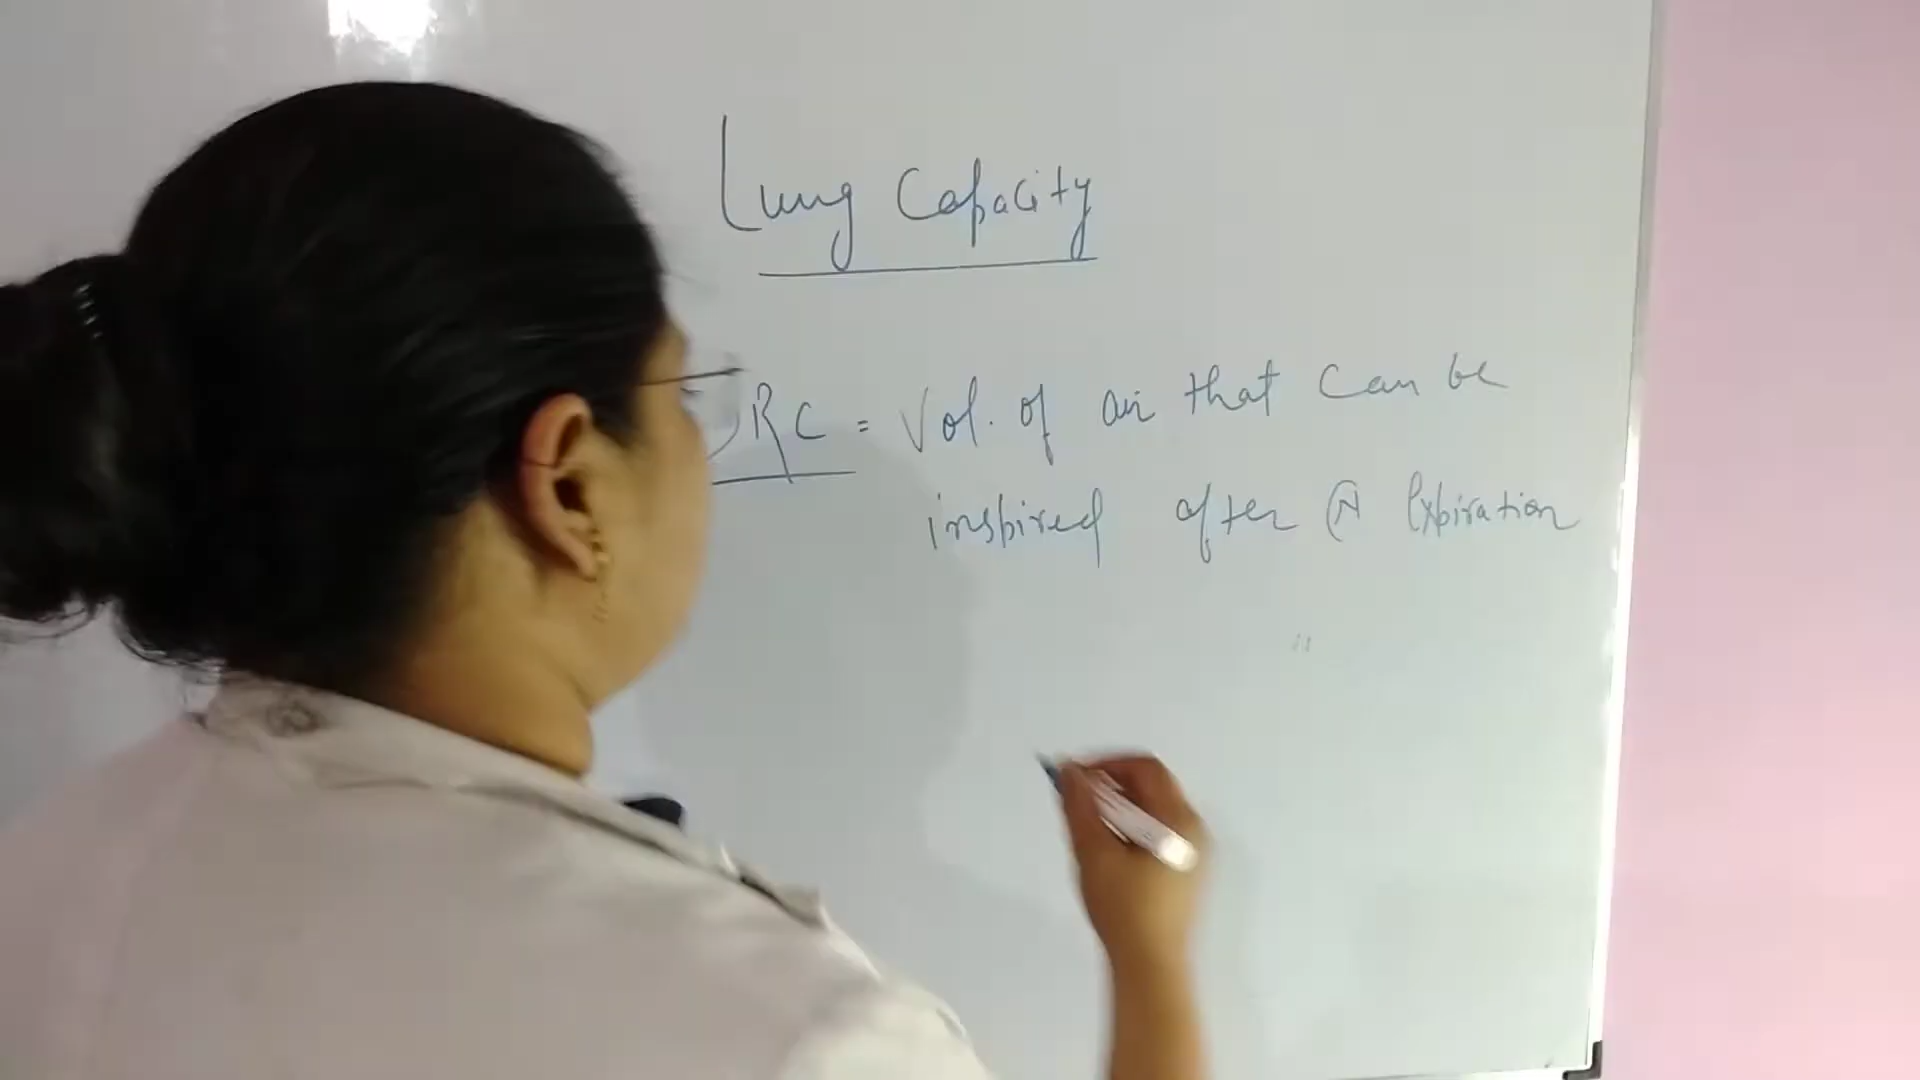 Lung Capacity
IRC = Vol. of air that can be
inspired after Ⓝ Expiration